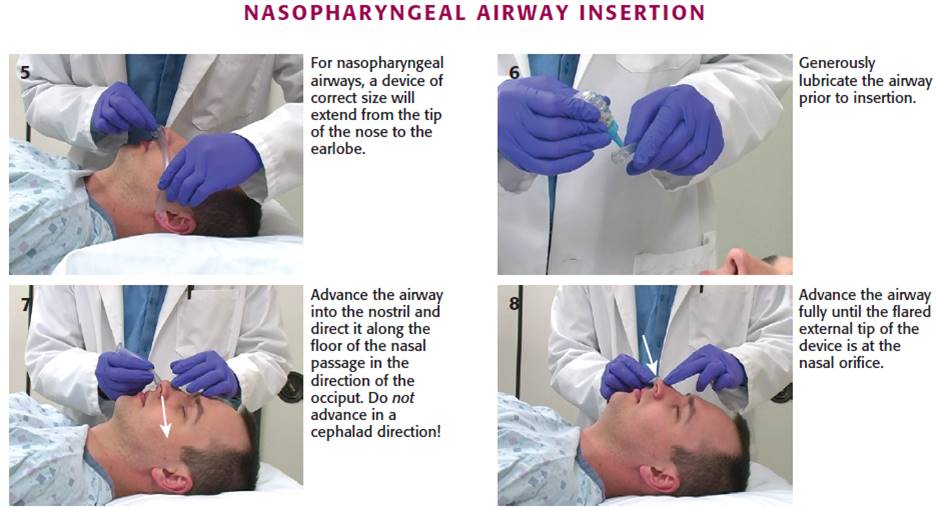 NASOPHARYNGEAL AIRWAY INSERTION
5
For nasopharyngeal
airways, a device of
correct size will
extend from the tip
of the nose to the
earlobe.
6
Generously
lubricate the airway
prior to insertion.
7
Advance the airway
into the nostril and
direct it along the
floor of the nasal
passage in the
direction of the
occiput. Do not
advance in a
cephalad direction!
8
Advance the airway
fully until the flared
external tip of the
device is at the
nasal orifice.